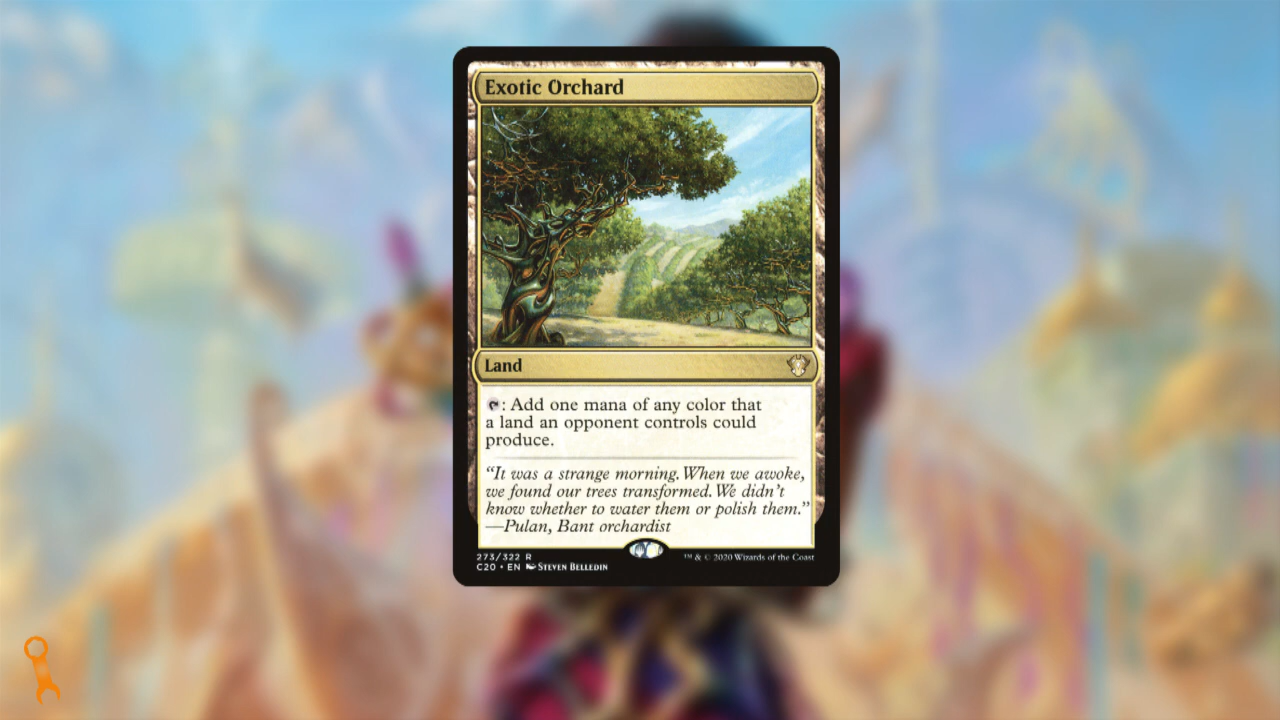 Exotic Orchard
Land
: Add one mana of any color that
a land an opponent controls could
produce.
“It was a strange morning. When we awoke,
we found our trees transformed. We didn’t
know whether to water them or polish them.”
—Pulan, Bant orchardist
273/322 R
™ & © 2020 Wizards of the Coast
C20 • EN Steven Belledin